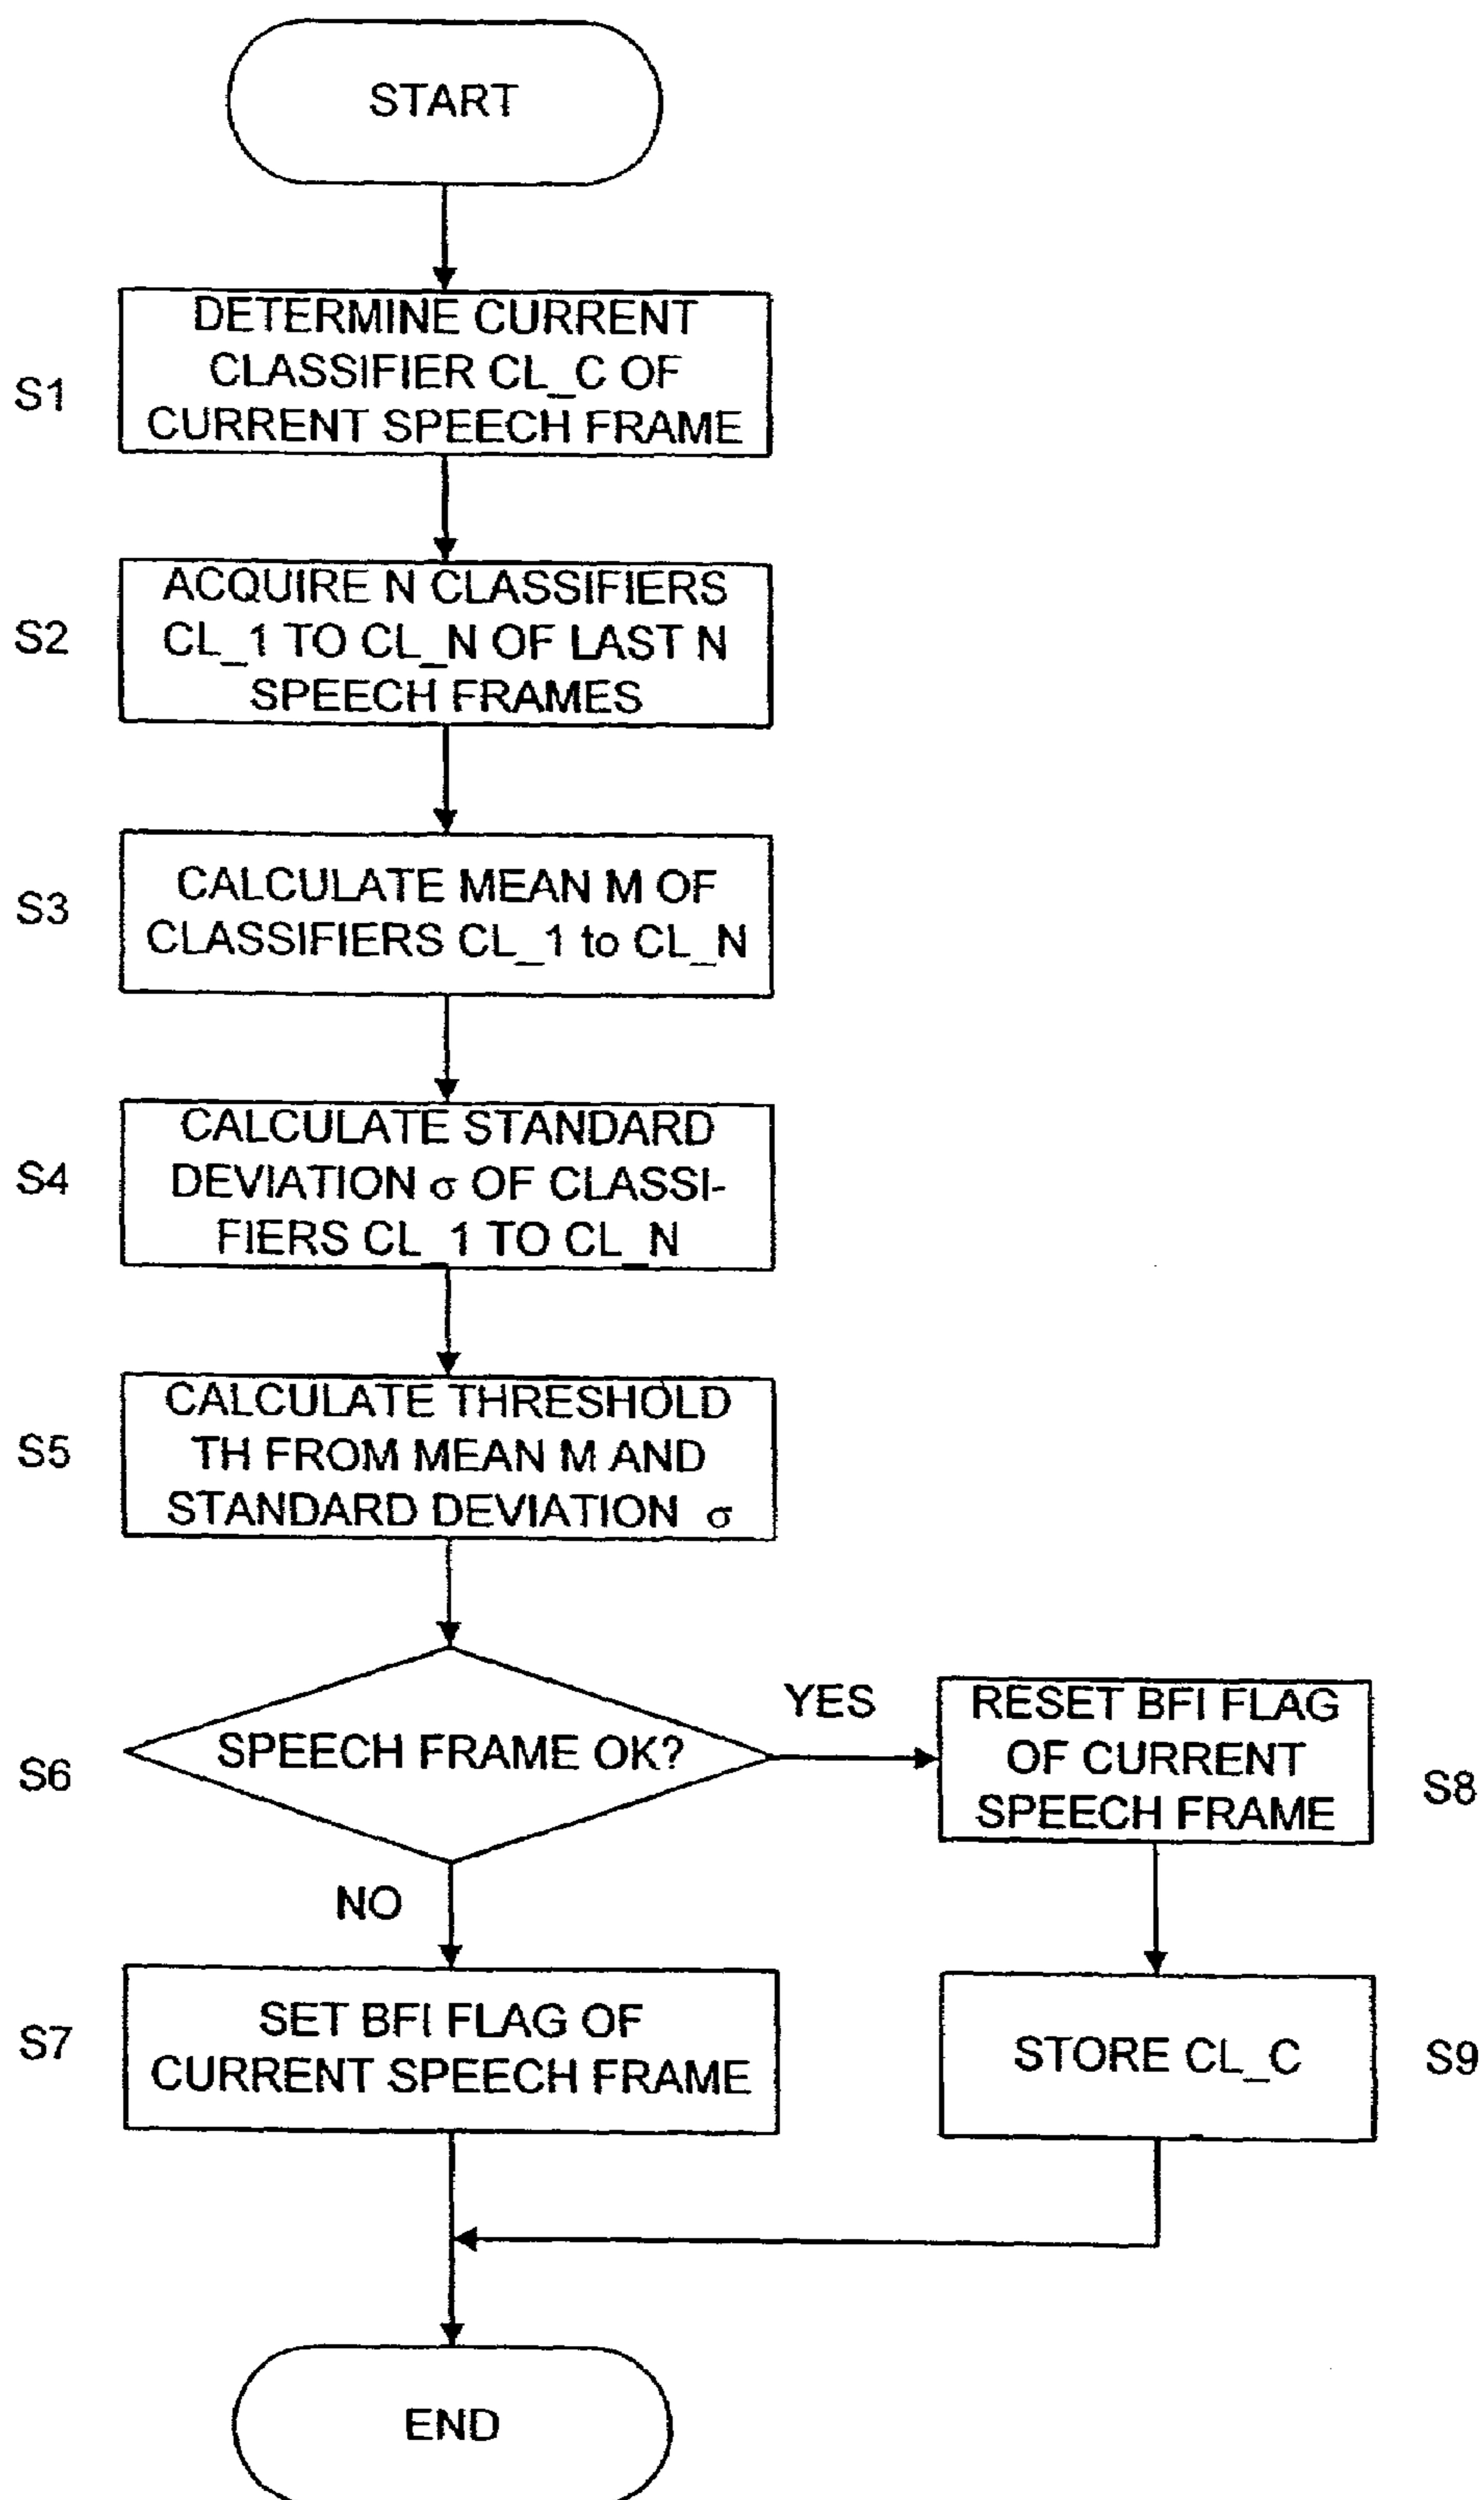 START
S1
DETERMINE CURRENT
CLASSIFIER CL_C OF
CURRENT SPEECH FRAME
S2
ACQUIRE N CLASSIFIERS
CL_1 TO CL_N OF LAST N
SPEECH FRAMES
S3
CALCULATE MEAN M OF
CLASSIFIERS CL_1 to CL_N
S4
CALCULATE STANDARD
DEVIATION σ OF CLASSI-
FIERS CL_1 TO CL_N
S5
CALCULATE THRESHOLD
TH FROM MEAN M AND
STANDARD DEVIATION σ
S6
SPEECH FRAME OK?
YES
RESET BFI FLAG
OF CURRENT
SPEECH FRAME
S8
NO
S7
SET BFI FLAG OF
CURRENT SPEECH FRAME
STORE CL_C
S9
END